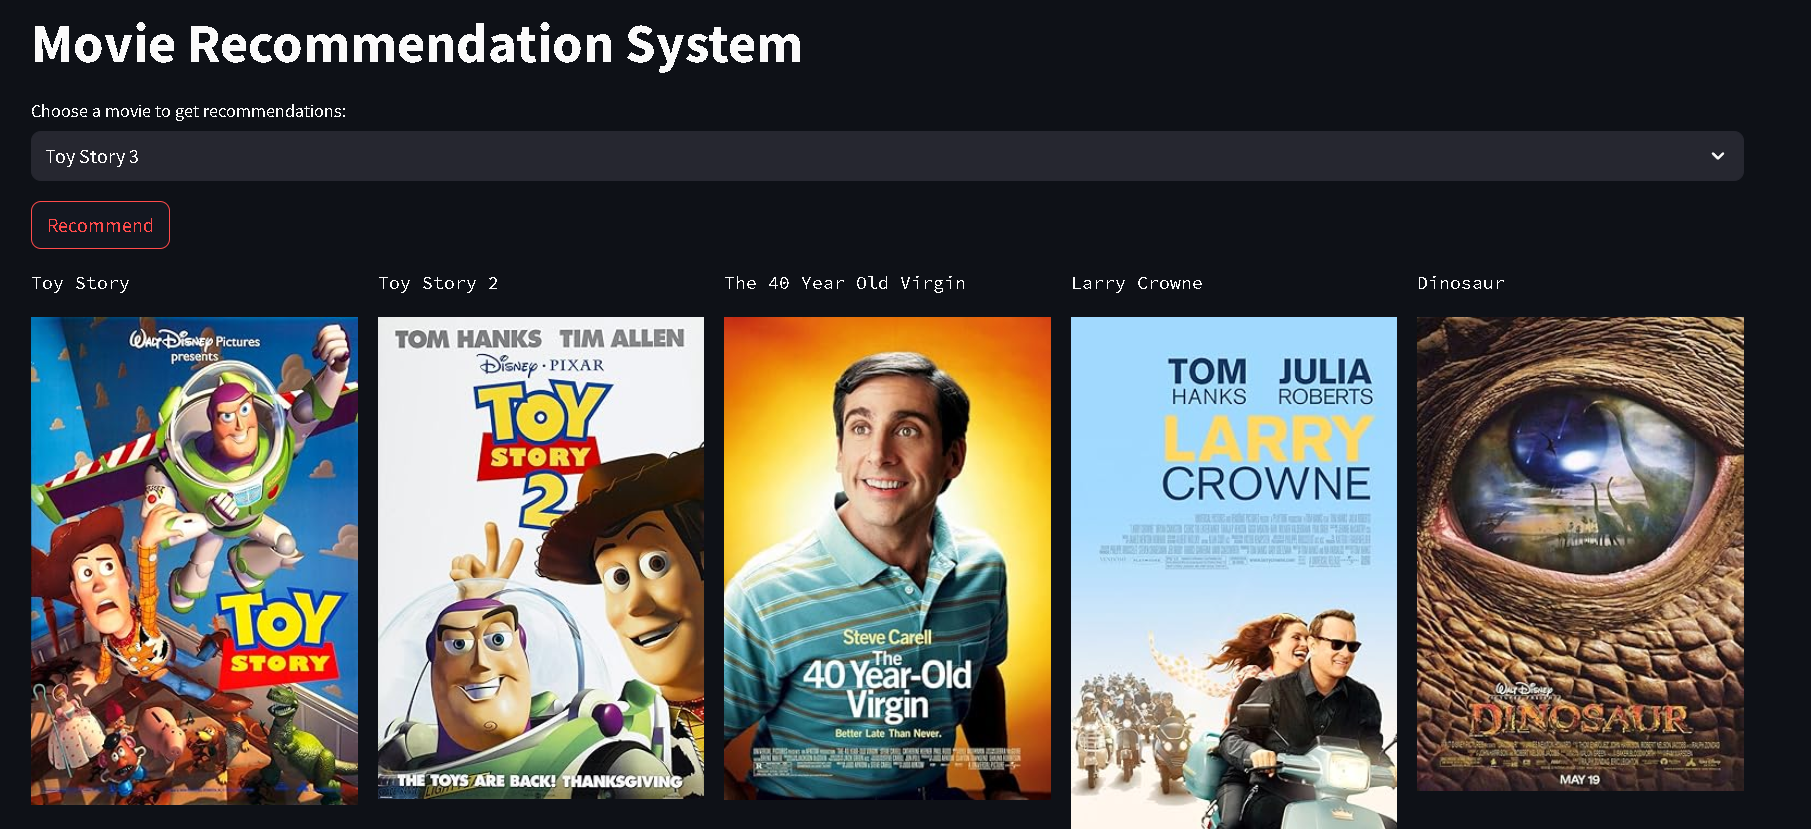 Movie Recommendation System
Choose a movie to get recommendations:
Toy Story 3
Recommend
Toy Story
Toy Story 2
The 40 Year Old Virgin
Larry Crowne
Dinosaur
WALT DISNEY Pictures
presents
TOY
STORY
TOM HANKS TIM ALLEN
DISNEY · PIXAR
TOY
STORY
2
THE TOYS ARE BACK! THANKSGIVING
Steve Carell
The
40 Year-Old
Virgin
Better Late Than Never.
TOM JULIA
HANKS ROBERTS
LARRY
CROWNE
WALT DISNEY
DINOSAUR
MAY 19